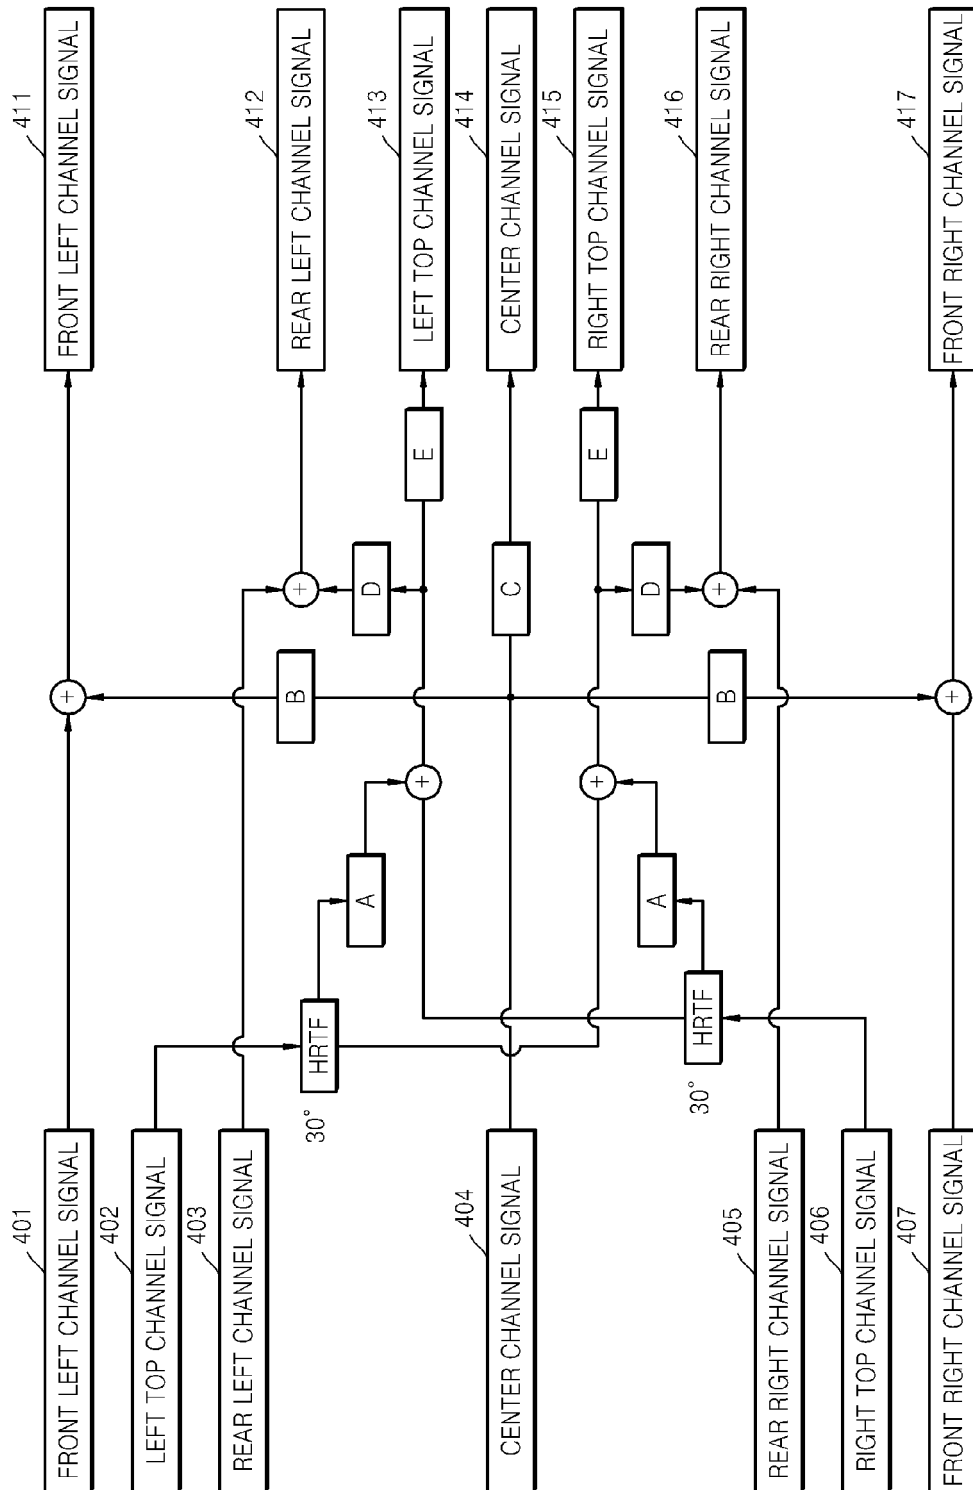 401
FRONT LEFT CHANNEL SIGNAL
402
LEFT TOP CHANNEL SIGNAL
403
REAR LEFT CHANNEL SIGNAL
404
CENTER CHANNEL SIGNAL
405
REAR RIGHT CHANNEL SIGNAL
406
RIGHT TOP CHANNEL SIGNAL
407
FRONT RIGHT CHANNEL SIGNAL
30°
HRTF
30°
HRTF
A
A
+
+
B
B
+
+
D
D
+
+
C
E
E
411
FRONT LEFT CHANNEL SIGNAL
412
REAR LEFT CHANNEL SIGNAL
413
LEFT TOP CHANNEL SIGNAL
414
CENTER CHANNEL SIGNAL
415
RIGHT TOP CHANNEL SIGNAL
416
REAR RIGHT CHANNEL SIGNAL
417
FRONT RIGHT CHANNEL SIGNAL